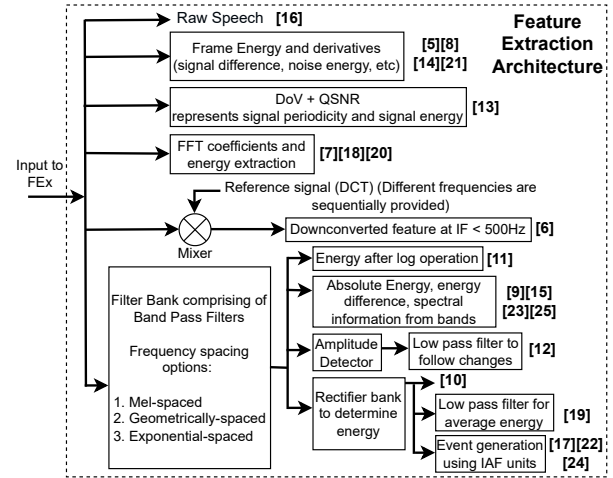 Raw Speech [16]
Feature
Extraction
Architecture
Frame Energy and derivatives
(signal difference, noise energy, etc)
[5][8]
[14][21]
DoV + QSNR
represents signal periodicity and signal energy
[13]
FFT coefficients and
energy extraction
[7][18][20]
Input to
FEx
Reference signal (DCT) (Different frequencies are
sequentially provided)
Mixer
Downconverted feature at IF < 500Hz
[6]
Filter Bank comprising of
Band Pass Filters
Frequency spacing
options:
1. Mel-spaced
2. Geometrically-spaced
3. Exponential-spaced
Energy after log operation
[11]
Absolute Energy, energy
difference, spectral
information from bands
[9][15]
[23][25]
Amplitude
Detector
Low pass filter to
follow changes
[12]
Rectifier bank
to determine
energy
[10]
Low pass filter for
average energy
[19]
Event generation
using IAF units
[17][22]
[24]